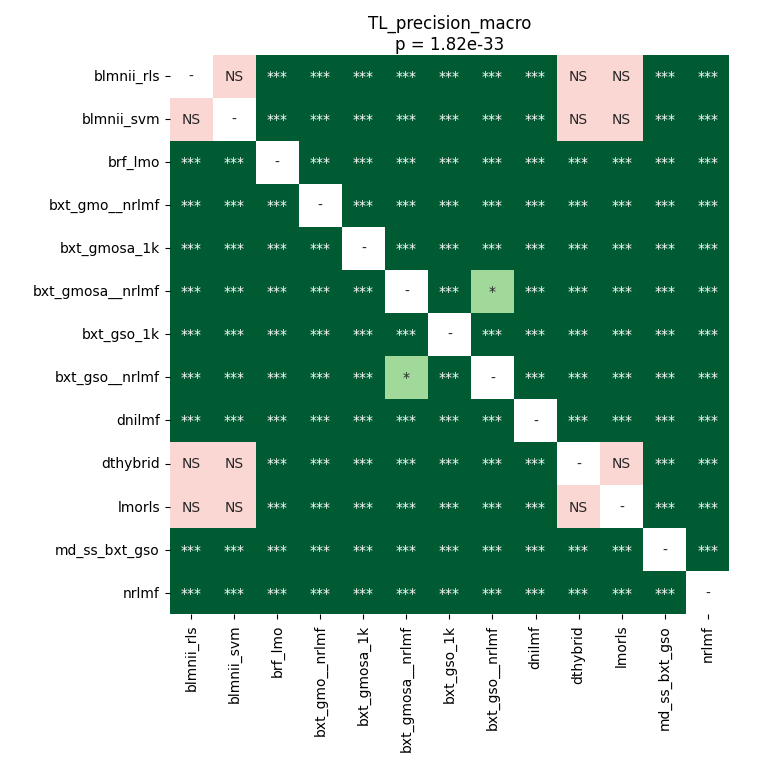 TL_precision_macro
p = 1.82e-33
blmnii_rls - NS *** *** *** *** *** *** *** NS NS *** ***
blmnii_svm NS - *** *** *** *** *** *** *** NS NS *** ***
brf_lmo *** *** - *** *** *** *** *** *** *** *** *** ***
bxt_gmo__nrlmf *** *** *** - *** *** *** *** *** *** *** *** ***
bxt_gmosa_1k *** *** *** *** - *** *** *** *** *** *** *** ***
bxt_gmosa__nrlmf *** *** *** *** *** - *** * *** *** *** *** ***
bxt_gso_1k *** *** *** *** *** *** - *** *** *** *** *** ***
bxt_gso__nrlmf *** *** *** *** *** * *** - *** *** *** *** ***
dnilmf *** *** *** *** *** *** *** *** - *** *** *** ***
dthybrid NS NS *** *** *** *** *** *** *** - NS *** ***
lmorls NS NS *** *** *** *** *** *** *** NS - *** ***
md_ss_bxt_gso *** *** *** *** *** *** *** *** *** *** *** - ***
nrlmf *** *** *** *** *** *** *** *** *** *** *** *** -
blmnii_rls
blmnii_svm
brf_lmo
bxt_gmo__nrlmf
bxt_gmosa_1k
bxt_gmosa__nrlmf
bxt_gso_1k
bxt_gso__nrlmf
dnilmf
dthybrid
lmorls
md_ss_bxt_gso
nrlmf